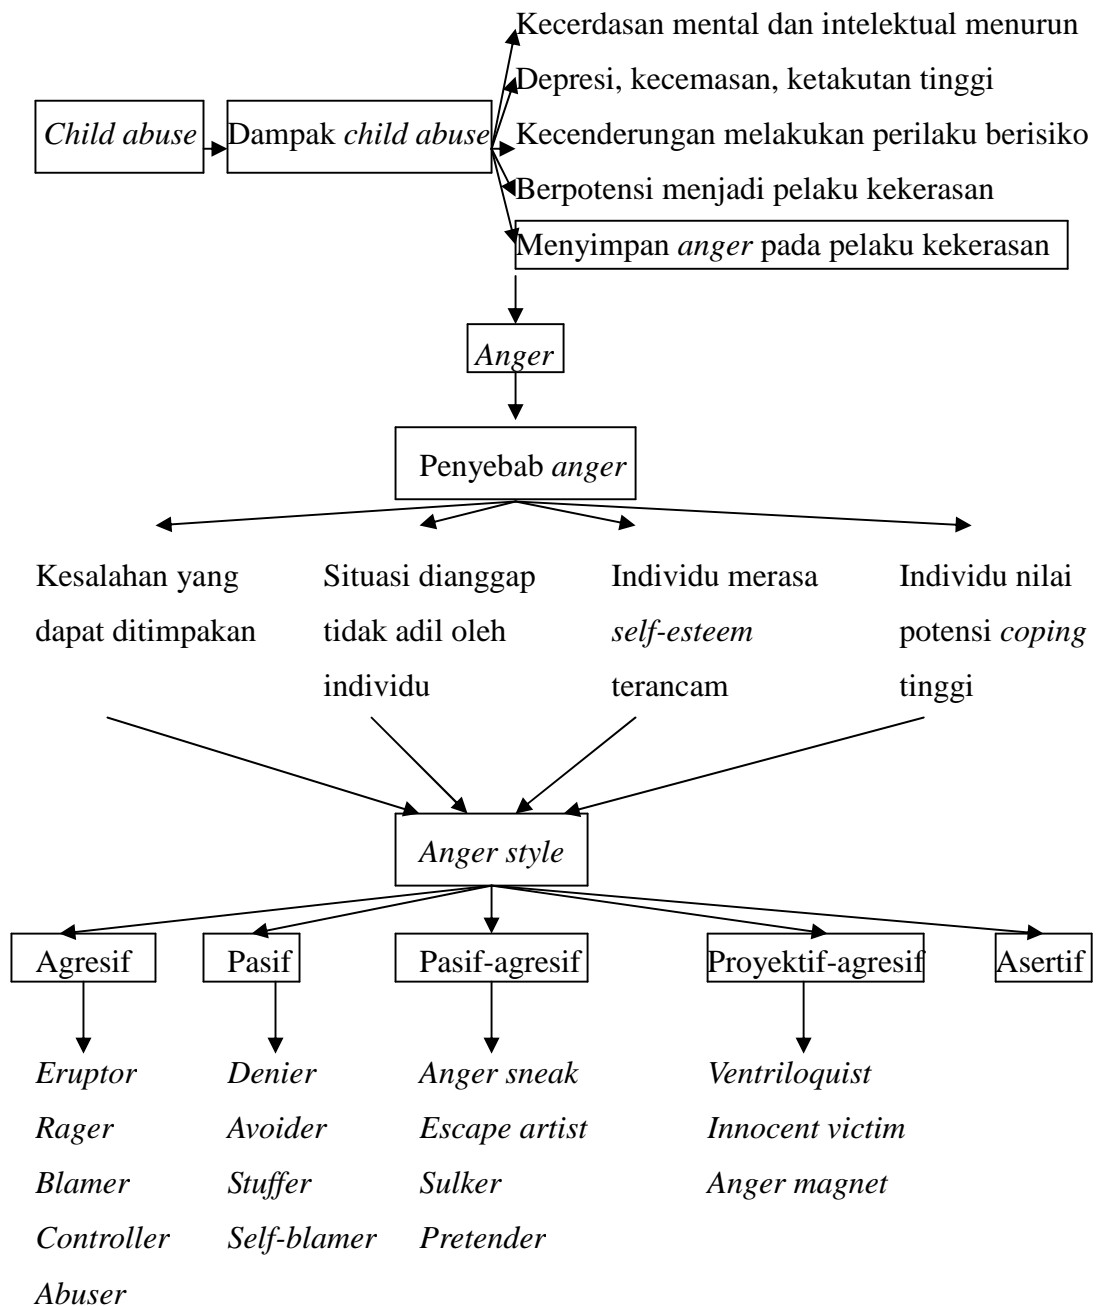 Kecerdasan mental dan intelektual menurun
Depresi, kecemasan, ketakutan tinggi
Child abuse
Dampak child abuse
Kecenderungan melakukan perilaku berisiko
Berpotensi menjadi pelaku kekerasan
Menyimpan anger pada pelaku kekerasan
Anger
Penyebab anger
Kesalahan yang
dapat ditimpakan
Situasi dianggap
tidak adil oleh
individu
Individu merasa
self-esteem
terancam
Individu nilai
potensi coping
tinggi
Anger style
Agresif
Pasif
Pasif-agresif
Proyektif-agresif
Asertif
Eruptor
Rager
Blamer
Controller
Abuser
Denier
Avoider
Stuffer
Self-blamer
Anger sneak
Escape artist
Sulker
Pretender
Ventriloquist
Innocent victim
Anger magnet